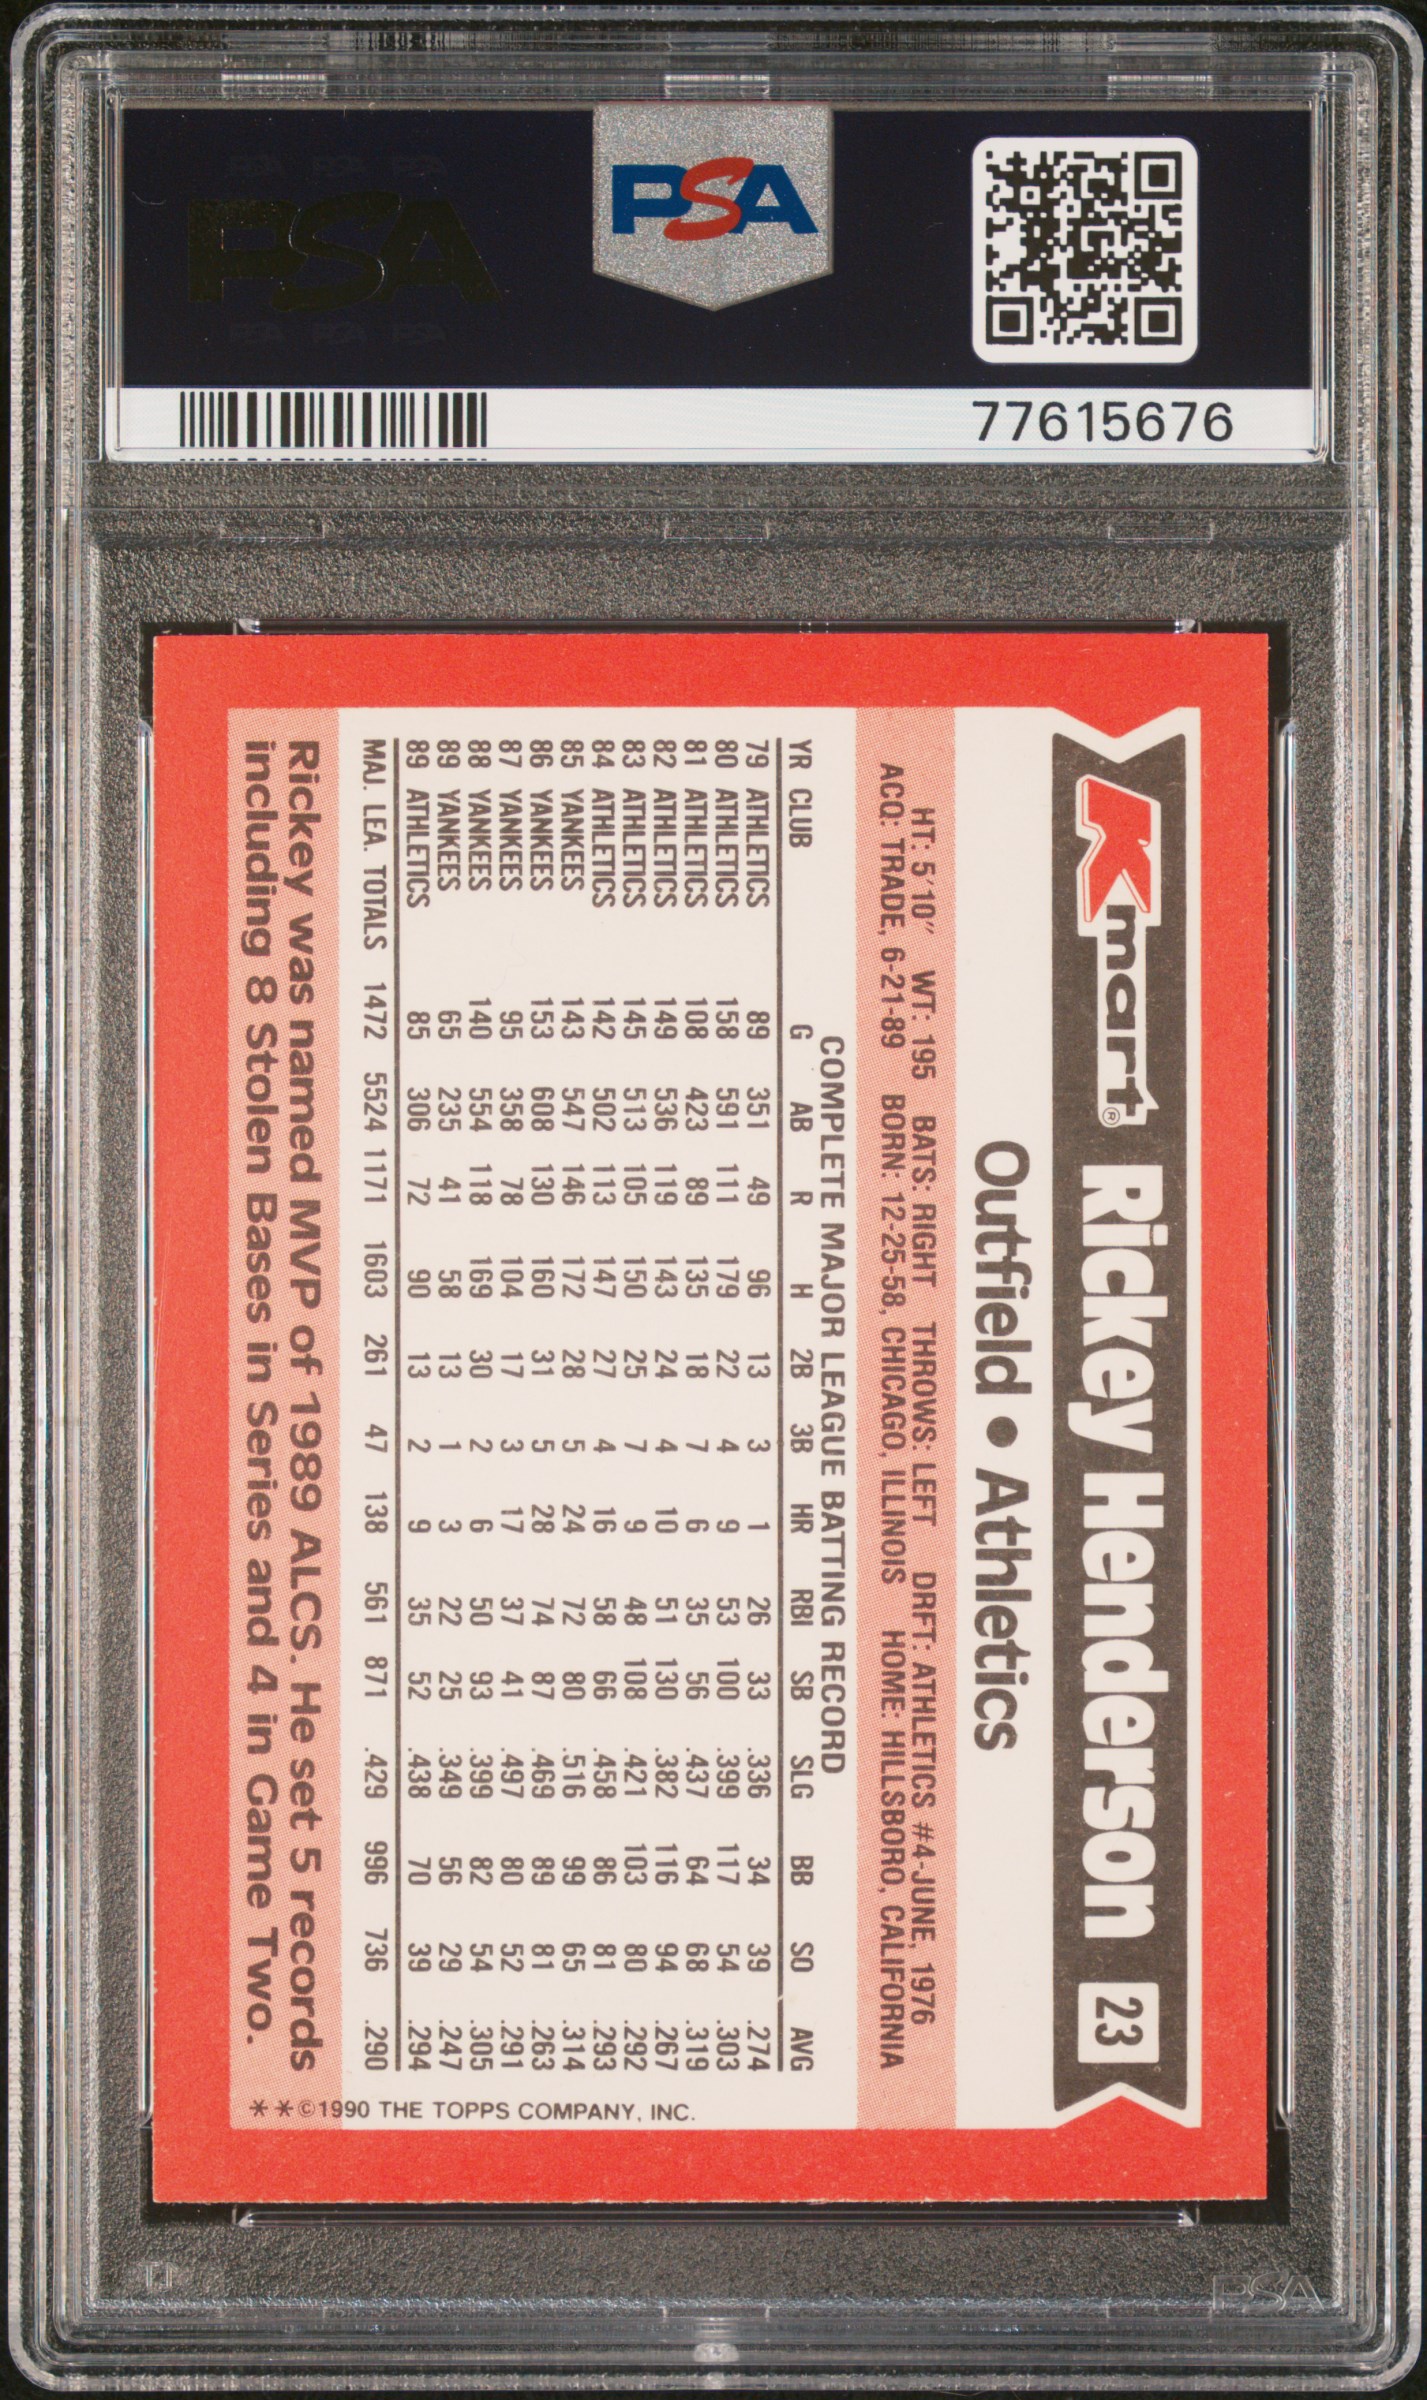 PSA PSA PSA
PSA
PSA PSA PSA
PSA
77615676
Kmart® Rickey Henderson 23
Outfield • Athletics
HT: 5'10" WT: 195 BATS: RIGHT THROWS: LEFT DRFT: ATHLETICS #4-JUNE, 1976
ACQ: TRADE, 6-21-89 BORN: 12-25-58, CHICAGO, ILLINOIS HOME: HILLSBORO, CALIFORNIA
COMPLETE MAJOR LEAGUE BATTING RECORD
YR CLUB G AB R H 2B 3B HR RBI SB SLG BB SO AVG
79 ATHLETICS 89 351 49 96 13 3 1 26 33 .336 34 39 .274
80 ATHLETICS 158 591 111 179 22 4 9 53 100 .399 117 54 .303
81 ATHLETICS 108 423 89 135 18 7 6 35 56 .437 64 68 .319
82 ATHLETICS 149 536 119 143 24 4 10 51 130 .382 116 94 .267
83 ATHLETICS 145 513 105 150 25 7 9 48 108 .421 103 80 .292
84 ATHLETICS 142 502 113 147 27 4 16 58 66 .458 86 81 .293
85 YANKEES 143 547 146 172 28 5 24 72 80 .516 99 65 .314
86 YANKEES 153 608 130 160 31 5 28 74 87 .469 89 81 .263
87 YANKEES 95 358 78 104 17 3 17 37 41 .497 80 52 .291
88 YANKEES 140 554 118 169 30 2 6 50 93 .399 82 54 .305
89 YANKEES 65 235 41 58 13 1 3 22 25 .349 56 29 .247
89 ATHLETICS 85 306 72 90 13 2 9 35 52 .438 70 39 .294
MAJ. LEA. TOTALS 1472 5524 1171 1603 261 47 138 561 871 .429 996 736 .290
Rickey was named MVP of 1989 ALCS. He set 5 records
including 8 Stolen Bases in Series and 4 in Game Two.
**©1990 THE TOPPS COMPANY, INC.
PSA